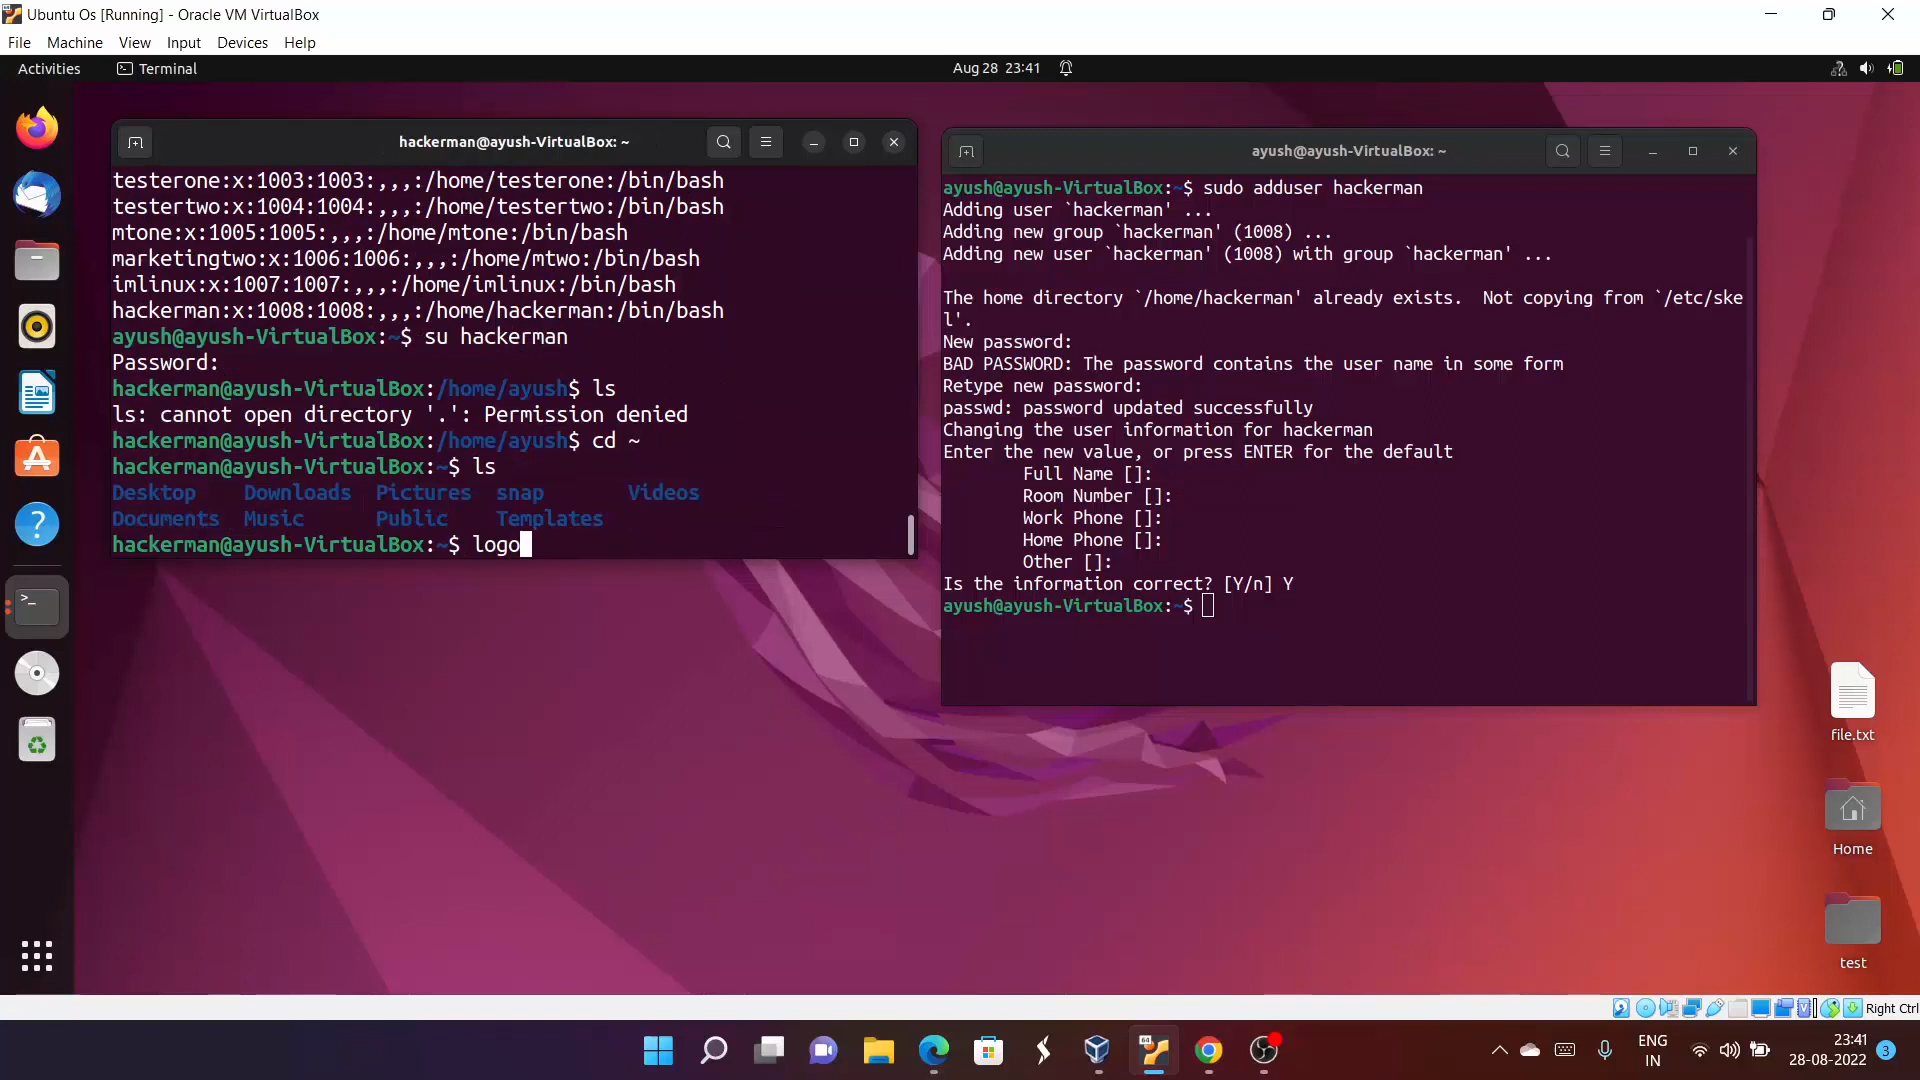 Ubuntu Os [Running] - Oracle VM VirtualBox
File Machine View Input Devices Help
Activities Terminal Aug 28 23:41
hackerman@ayush-VirtualBox: ~
testerone:x:1003:1003:,,,:/home/testerone:/bin/bash
testertwo:x:1004:1004:,,,:/home/testertwo:/bin/bash
mtone:x:1005:1005:,,,:/home/mtone:/bin/bash
marketingtwo:x:1006:1006:,,,:/home/mtwo:/bin/bash
imlinux:x:1007:1007:,,,:/home/imlinux:/bin/bash
hackerman:x:1008:1008:,,,:/home/hackerman:/bin/bash
ayush@ayush-VirtualBox:~$ su hackerman
Password:
hackerman@ayush-VirtualBox:/home/ayush$ ls
ls: cannot open directory '.': Permission denied
hackerman@ayush-VirtualBox:/home/ayush$ cd ~
hackerman@ayush-VirtualBox:~$ ls
Desktop Downloads Pictures snap Videos
Documents Music Public Templates
hackerman@ayush-VirtualBox:~$ logo
ayush@ayush-VirtualBox: ~
ayush@ayush-VirtualBox:~$ sudo adduser hackerman
Adding user `hackerman' ...
Adding new group `hackerman' (1008) ...
Adding new user `hackerman' (1008) with group `hackerman' ...
The home directory `/home/hackerman' already exists.  Not copying from `/etc/ske
l'.
New password:
BAD PASSWORD: The password contains the user name in some form
Retype new password:
passwd: password updated successfully
Changing the user information for hackerman
Enter the new value, or press ENTER for the default
Full Name []:
Room Number []:
Work Phone []:
Home Phone []:
Other []:
Is the information correct? [Y/n] Y
ayush@ayush-VirtualBox:~$
file.txt
Home
test
Right Ctrl
64
ENG
IN
23:41
28-08-2022
3